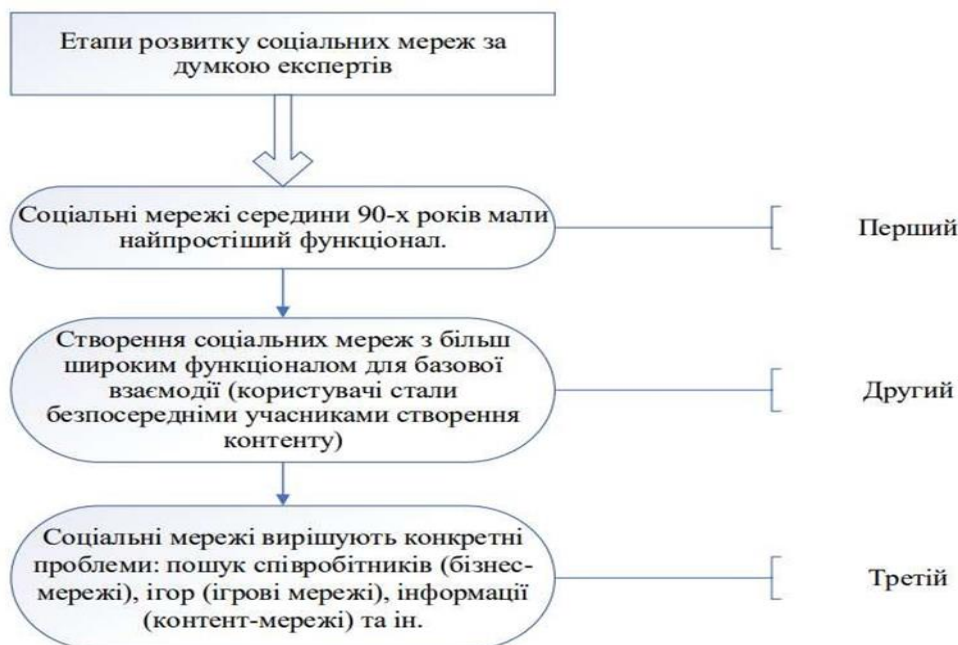 Етапи розвитку соціальних мереж за
думкою експертів
Соціальні мережі середини 90-х років мали
найпростіший функціонал.
Перший
Створення соціальних мереж з більш
широким функціоналом для базової
взаємодії (користувачі стали
безпосередніми учасниками створення
контенту)
Другий
Соціальні мережі вирішують конкретні
проблеми: пошук співробітників (бізнес-
мережі), ігор (ігрові мережі), інформації
(контент-мережі) та ін.
Третій